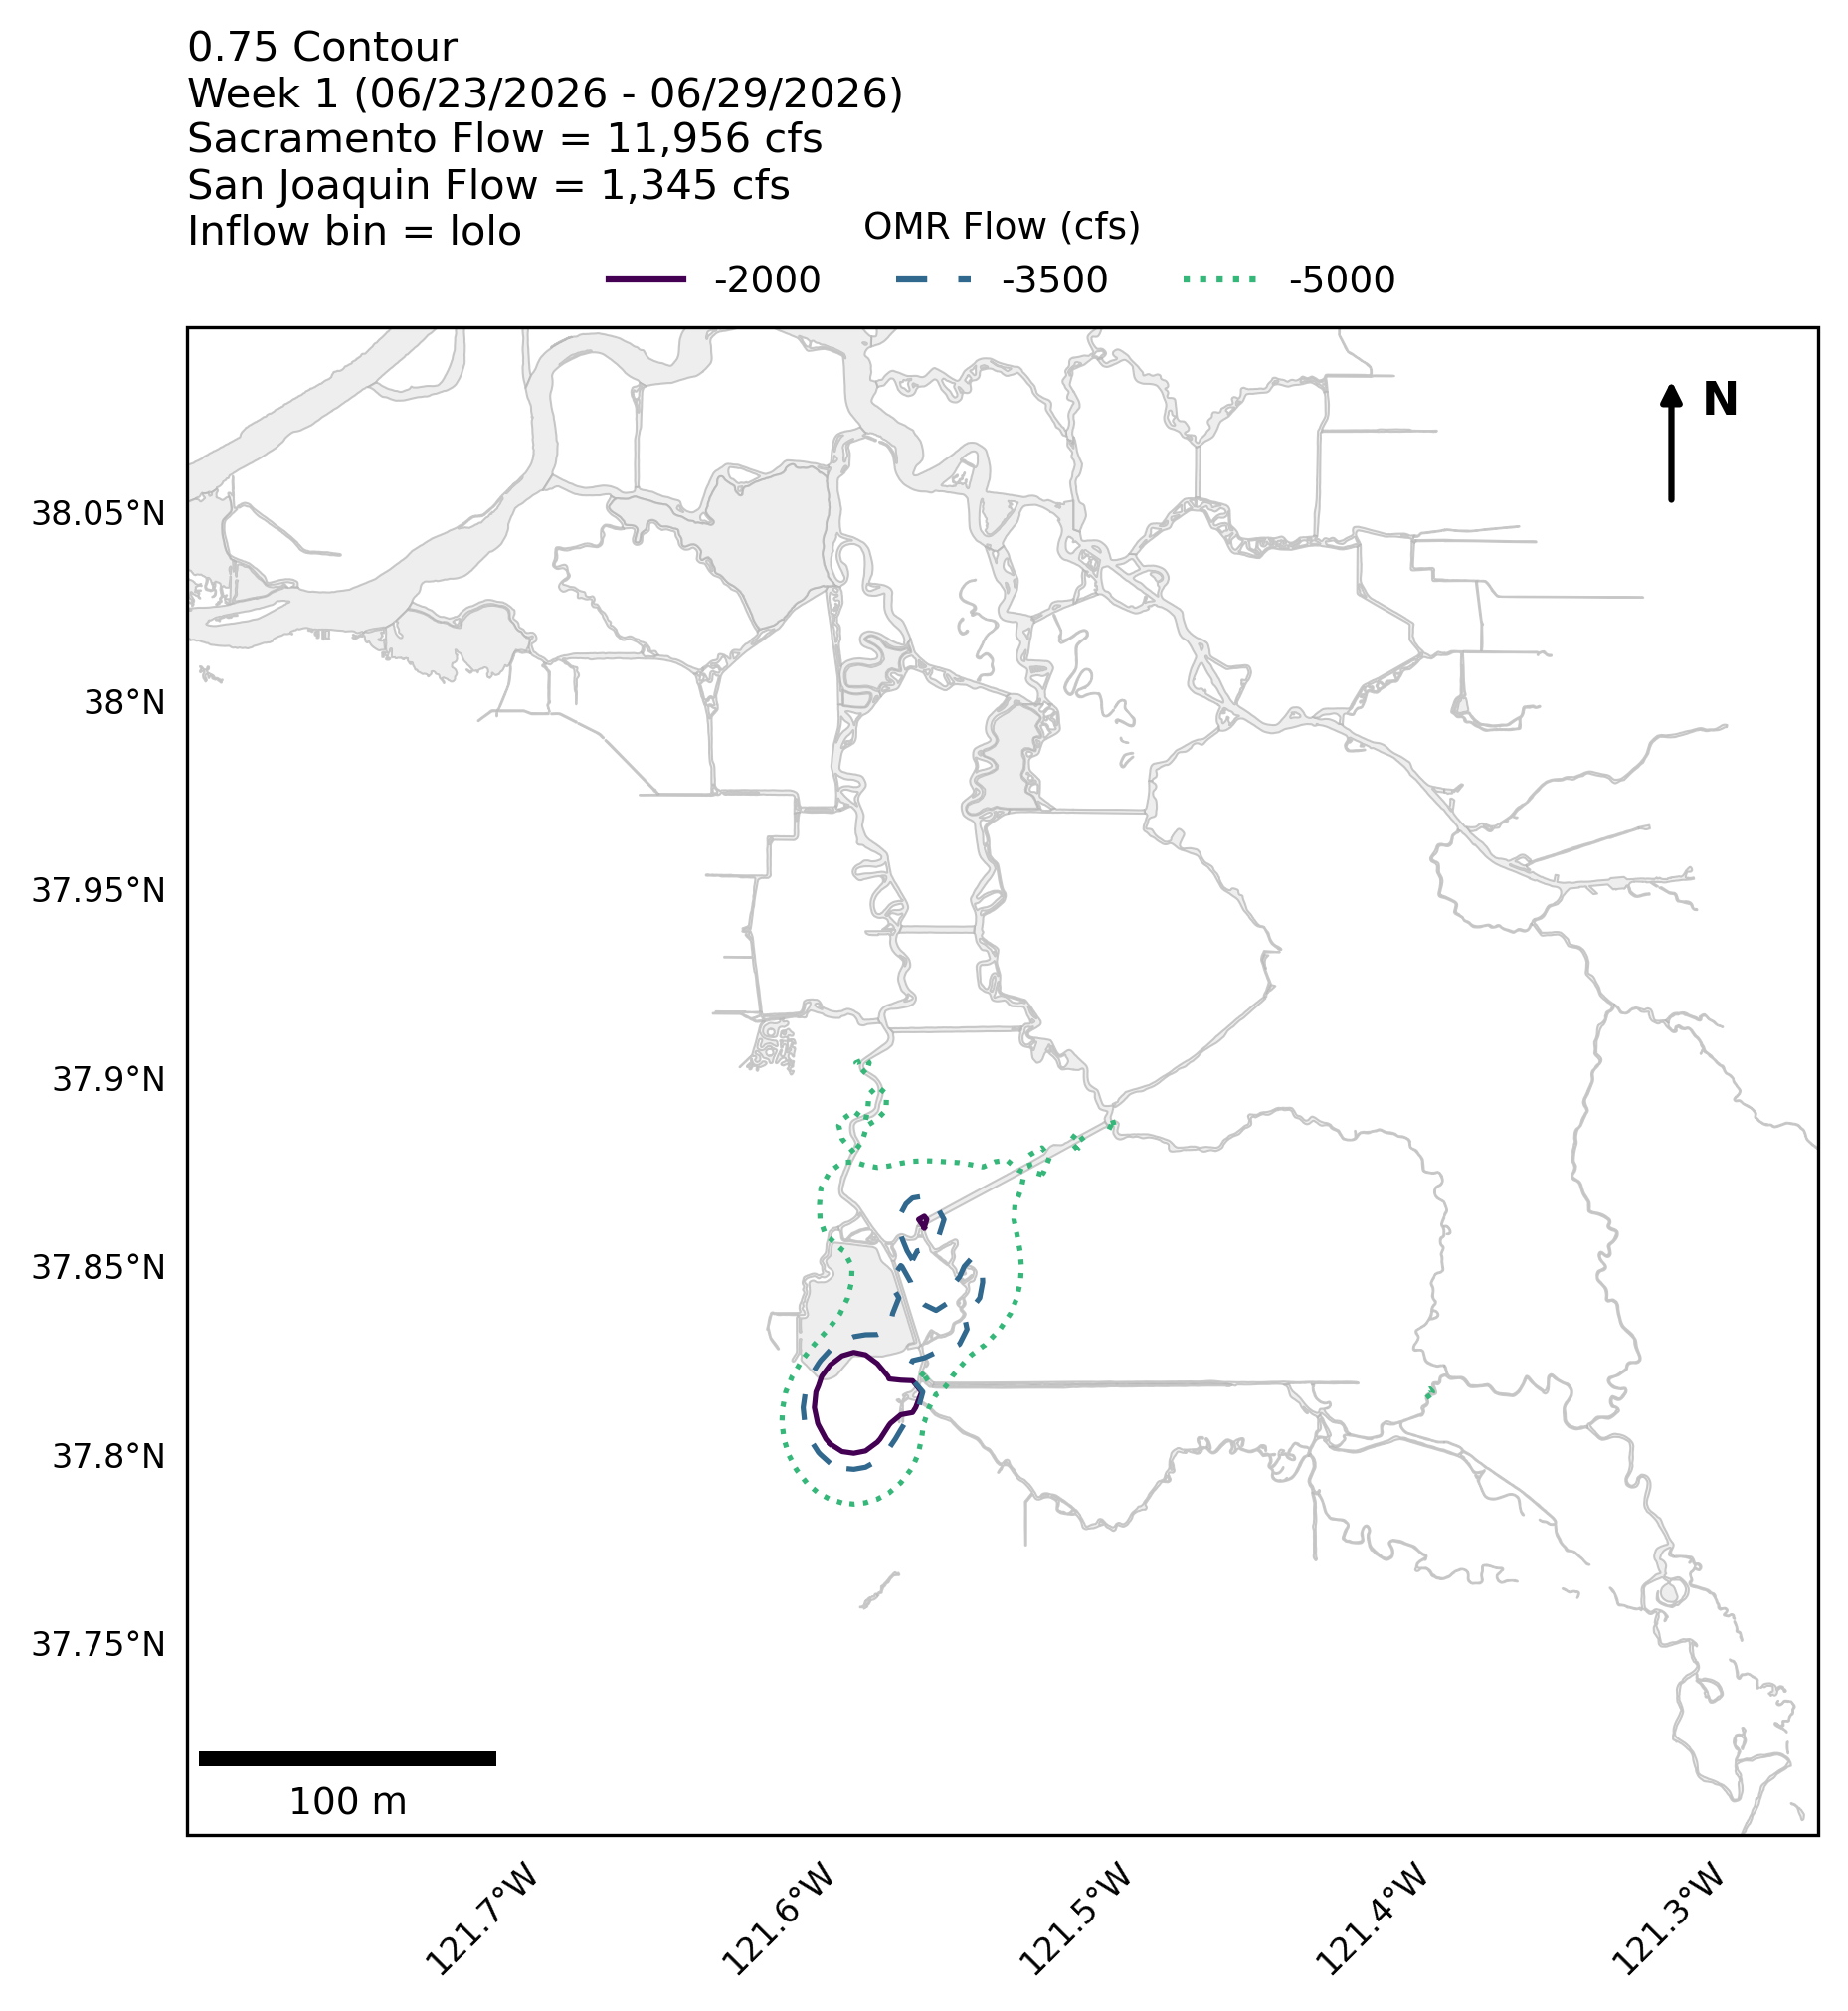 0.75 Contour
Week 1 (06/23/2026 - 06/29/2026)
Sacramento Flow = 11,956 cfs
San Joaquin Flow = 1,345 cfs
Inflow bin = lolo
OMR Flow (cfs)
-2000 -3500 -5000
N
38.05°N
38°N
37.95°N
37.9°N
37.85°N
37.8°N
37.75°N
100 m
121.7°W 121.6°W 121.5°W 121.4°W 121.3°W